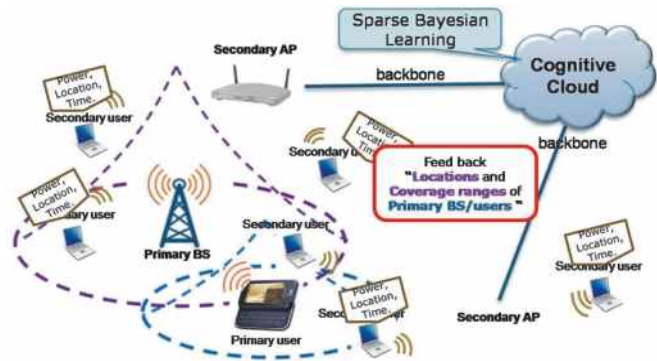 Sparse Bayesian
Learning
Secondary AP
backbone
Cognitive
Cloud
backbone
Power,
Location,
Time.
Secondary user
Power,
Location,
Time.
Secondary
Feed back
"Locations and
Coverage ranges of
Primary BS/users "
Power,
Location,
Time.
user
Primary BS
Secondary user
Power,
Location,
Time.
Secondary user
Power,
Location,
Time.
Primary user
Secondary AP